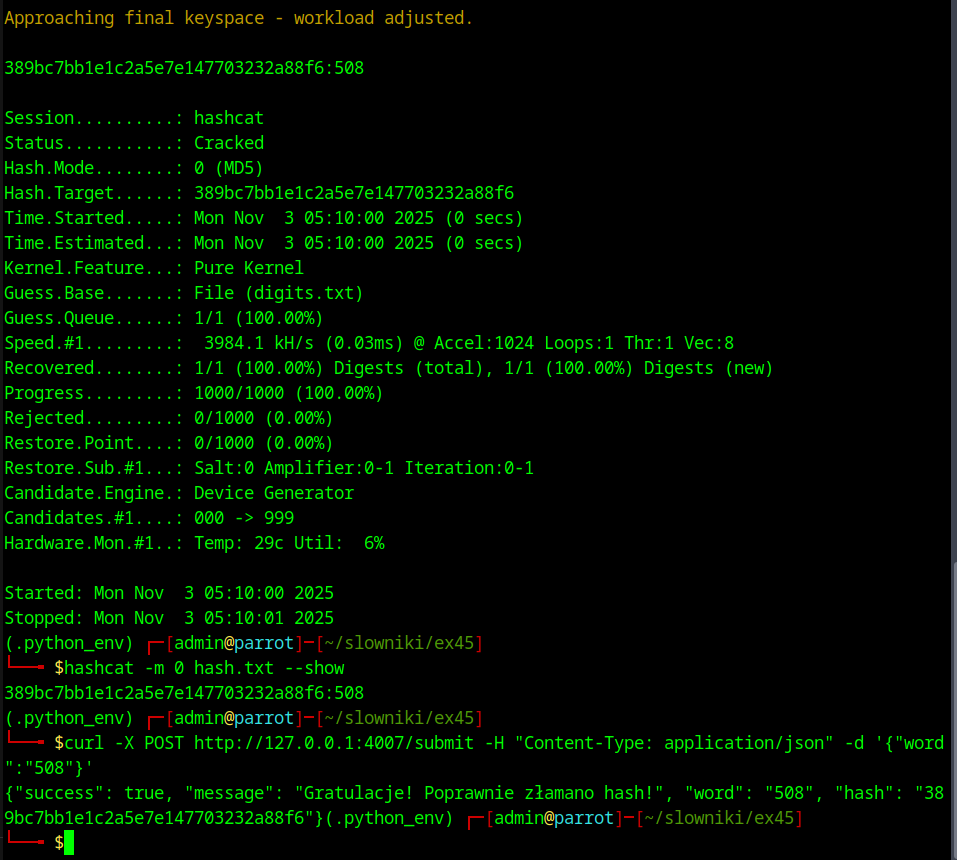 Approaching final keyspace - workload adjusted.
389bc7bb1e1c2a5e7e147703232a88f6:508
Session..........: hashcat
Status...........: Cracked
Hash.Mode........: 0 (MD5)
Hash.Target......: 389bc7bb1e1c2a5e7e147703232a88f6
Time.Started.....: Mon Nov  3 05:10:00 2025 (0 secs)
Time.Estimated...: Mon Nov  3 05:10:00 2025 (0 secs)
Kernel.Feature...: Pure Kernel
Guess.Base.......: File (digits.txt)
Guess.Queue......: 1/1 (100.00%)
Speed.#1.........:  3984.1 kH/s (0.03ms) @ Accel:1024 Loops:1 Thr:1 Vec:8
Recovered........: 1/1 (100.00%) Digests (total), 1/1 (100.00%) Digests (new)
Progress.........: 1000/1000 (100.00%)
Rejected.........: 0/1000 (0.00%)
Restore.Point....: 0/1000 (0.00%)
Restore.Sub.#1...: Salt:0 Amplifier:0-1 Iteration:0-1
Candidate.Engine.: Device Generator
Candidates.#1....: 000 -> 999
Hardware.Mon.#1..: Temp: 29c Util:  6%
Started: Mon Nov  3 05:10:00 2025
Stopped: Mon Nov  3 05:10:01 2025
(.python_env) ┌─[admin@parrot]─[~/slowniki/ex45]
└──╼ $hashcat -m 0 hash.txt --show
389bc7bb1e1c2a5e7e147703232a88f6:508
(.python_env) ┌─[admin@parrot]─[~/slowniki/ex45]
└──╼ $curl -X POST http://127.0.0.1:4007/submit -H "Content-Type: application/json" -d '{"word
":"508"}'
{"success": true, "message": "Gratulacje! Poprawnie złamano hash!", "word": "508", "hash": "38
9bc7bb1e1c2a5e7e147703232a88f6"}(.python_env) ┌─[admin@parrot]─[~/slowniki/ex45]
└──╼ $